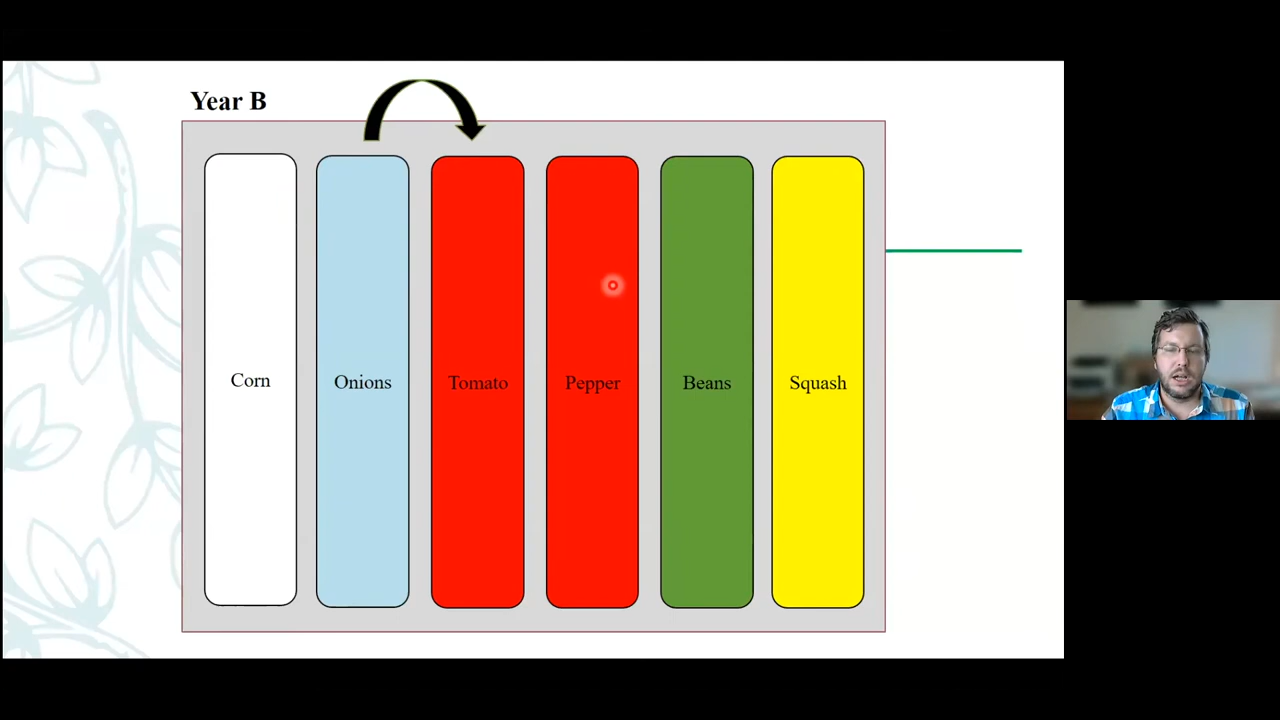 Year B
Corn
Onions
Tomato
Pepper
Beans
Squash